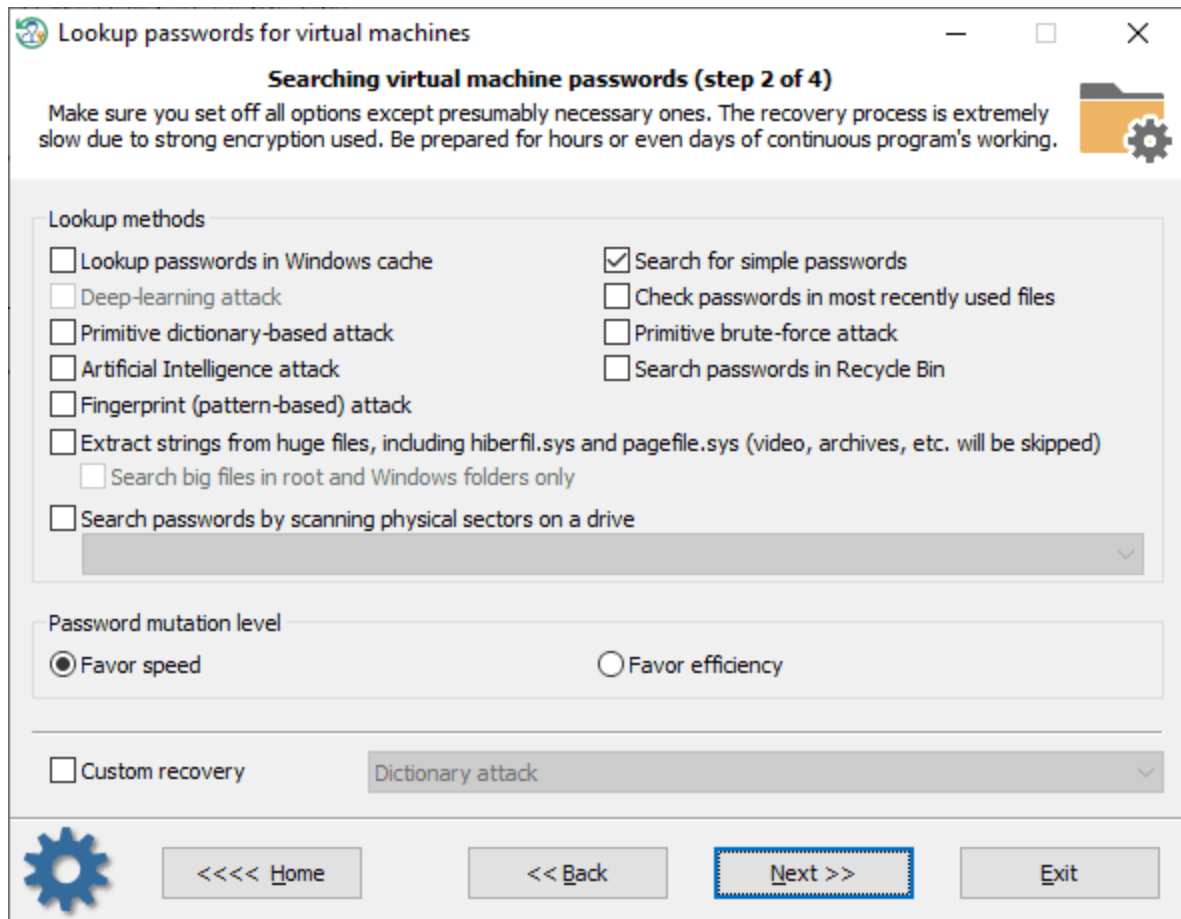 Lookup passwords for virtual machines
Searching virtual machine passwords (step 2 of 4)
Make sure you set off all options except presumably necessary ones. The recovery process is extremely
slow due to strong encryption used. Be prepared for hours or even days of continuous program's working.
Lookup methods
Lookup passwords in Windows cache
Search for simple passwords
Deep-learning attack
Check passwords in most recently used files
Primitive dictionary-based attack
Primitive brute-force attack
Artificial Intelligence attack
Search passwords in Recycle Bin
Fingerprint (pattern-based) attack
Extract strings from huge files, including hiberfil.sys and pagefile.sys (video, archives, etc. will be skipped)
Search big files in root and Windows folders only
Search passwords by scanning physical sectors on a drive
Password mutation level
Favor speed
Favor efficiency
Custom recovery
Dictionary attack
<<<< Home
<< Back
Next >>
Exit